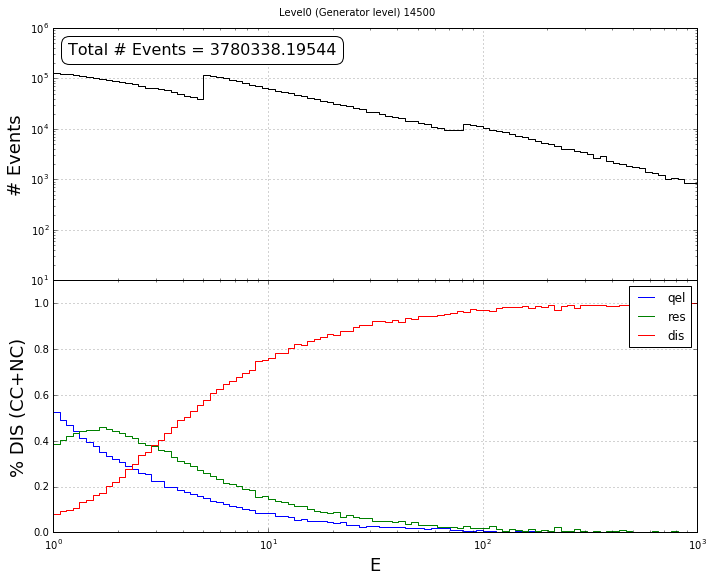 Level0 (Generator level) 14500
Total # Events = 3780338.19544
# Events
10^6
10^5
10^4
10^3
10^2
10^1
% DIS (CC+NC)
1.0
0.8
0.6
0.4
0.2
0.0
qel
res
dis
10^0
10^1
10^2
10^3
E